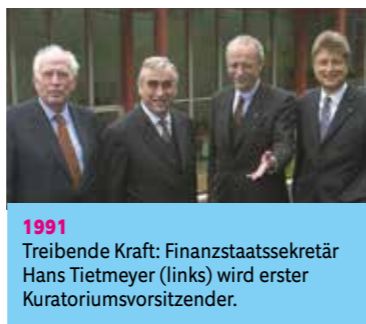 1991
Treibende Kraft: Finanzstaatssekretär
Hans Tietmeyer (links) wird erster
Kuratoriumsvorsitzender.